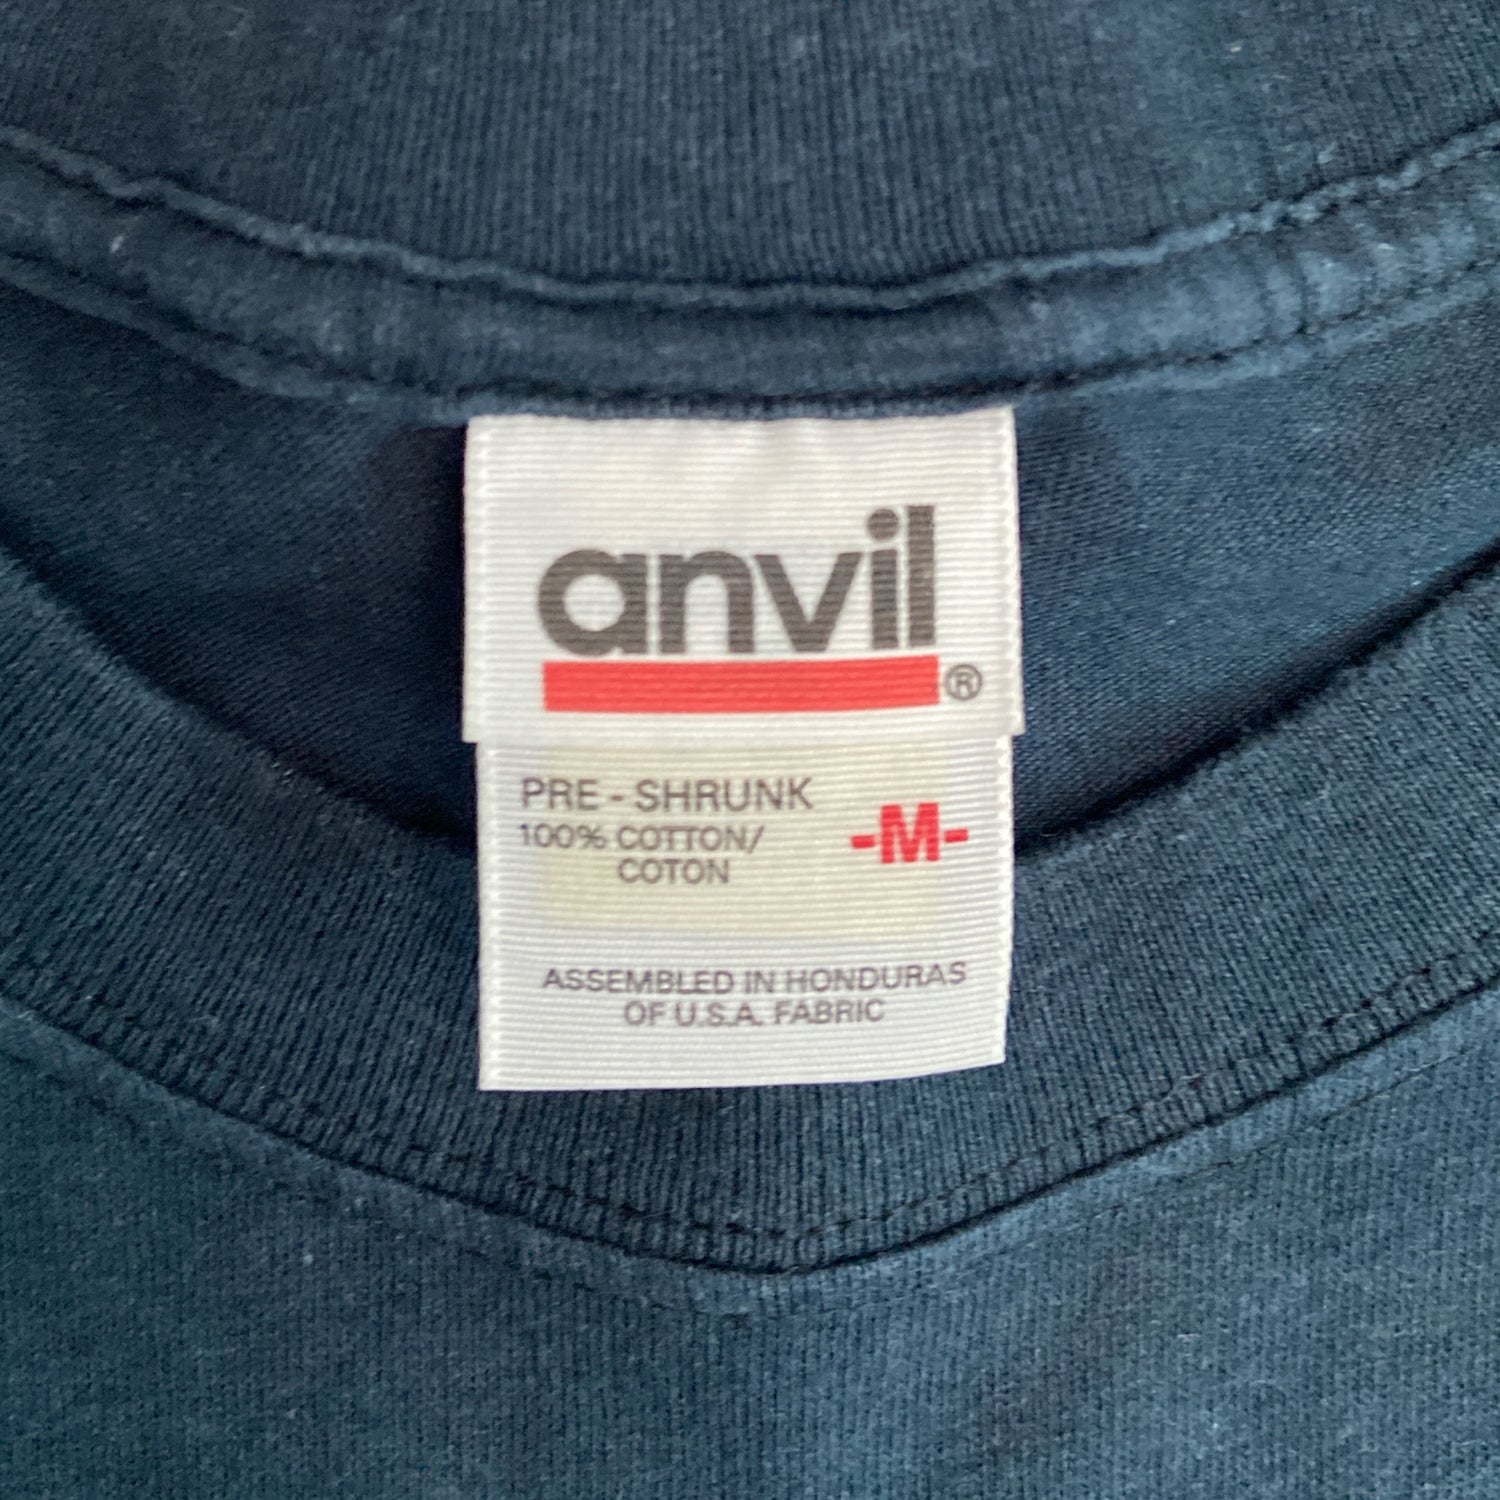 anvil
®
PRE - SHRUNK
100% COTTON/
COTON
-M-
ASSEMBLED IN HONDURAS
OF U.S.A. FABRIC